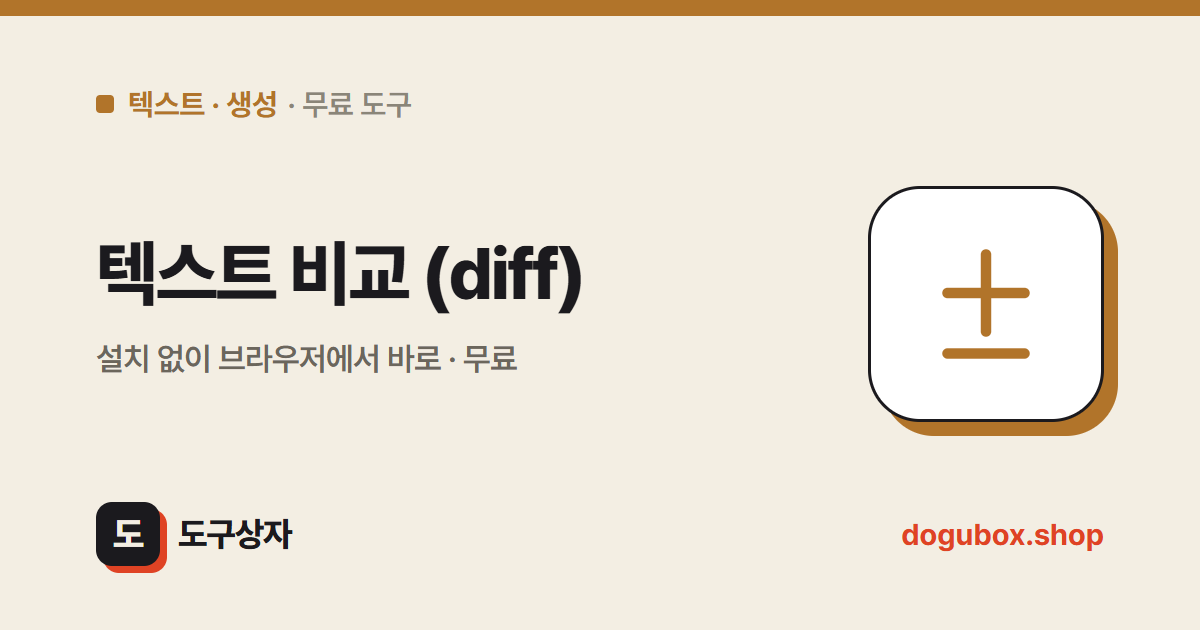 텍스트 · 생성 · 무료 도구
텍스트 비교 (diff)
설치 없이 브라우저에서 바로 · 무료
도 도구상자
dogubox.shop